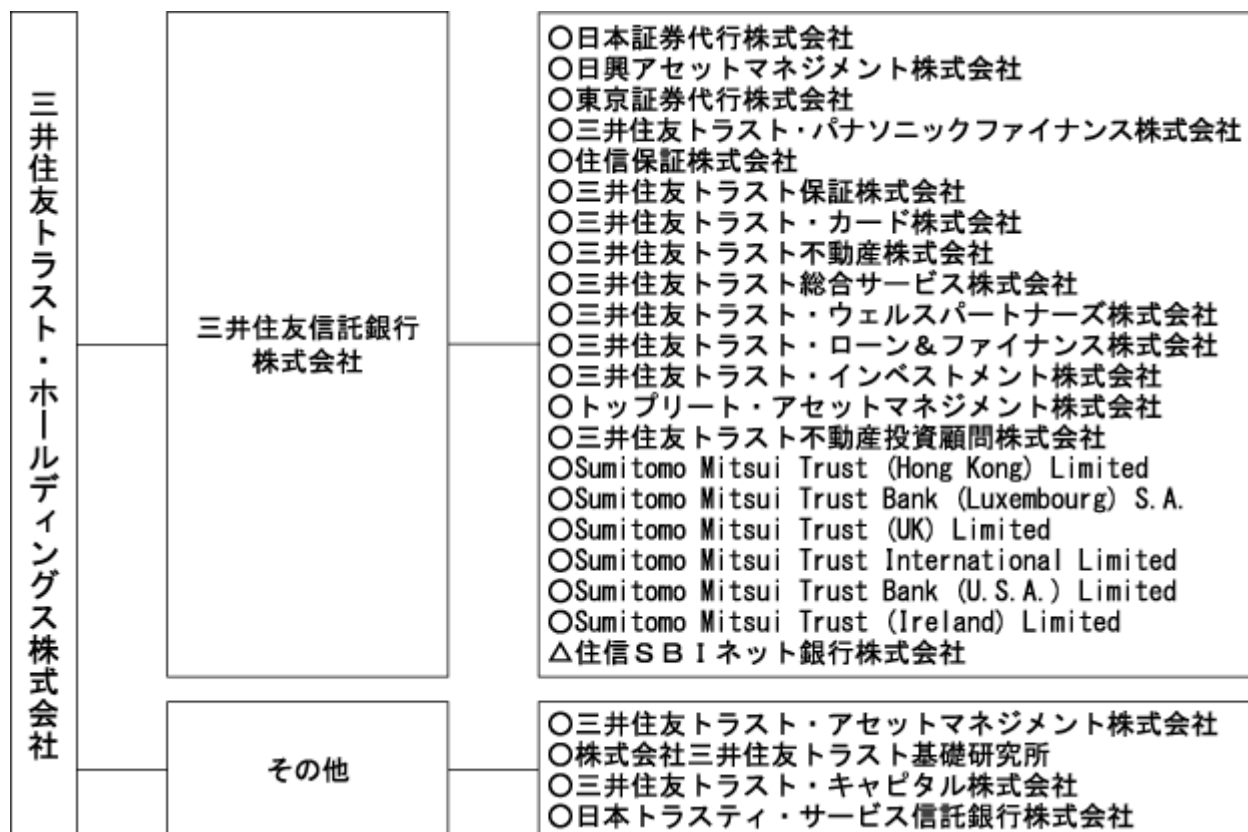 三井住友トラスト・ホールディングス株式会社
三井住友信託銀行
株式会社
○日本証券代行株式会社
○日興アセットマネジメント株式会社
○東京証券代行株式会社
○三井住友トラスト・パナソニックファイナンス株式会社
○住信保証株式会社
○三井住友トラスト保証株式会社
○三井住友トラスト・カード株式会社
○三井住友トラスト不動産株式会社
○三井住友トラスト総合サービス株式会社
○三井住友トラスト・ウェルスパートナーズ株式会社
○三井住友トラスト・ローン&ファイナンス株式会社
○三井住友トラスト・インベストメント株式会社
○トップリート・アセットマネジメント株式会社
○三井住友トラスト不動産投資顧問株式会社
○Sumitomo Mitsui Trust (Hong Kong) Limited
○Sumitomo Mitsui Trust Bank (Luxembourg) S.A.
○Sumitomo Mitsui Trust (UK) Limited
○Sumitomo Mitsui Trust International Limited
○Sumitomo Mitsui Trust Bank (U.S.A.) Limited
○Sumitomo Mitsui Trust (Ireland) Limited
△住信SBIネット銀行株式会社
その他
○三井住友トラスト・アセットマネジメント株式会社
○株式会社三井住友トラスト基礎研究所
○三井住友トラスト・キャピタル株式会社
○日本トラスティ・サービス信託銀行株式会社